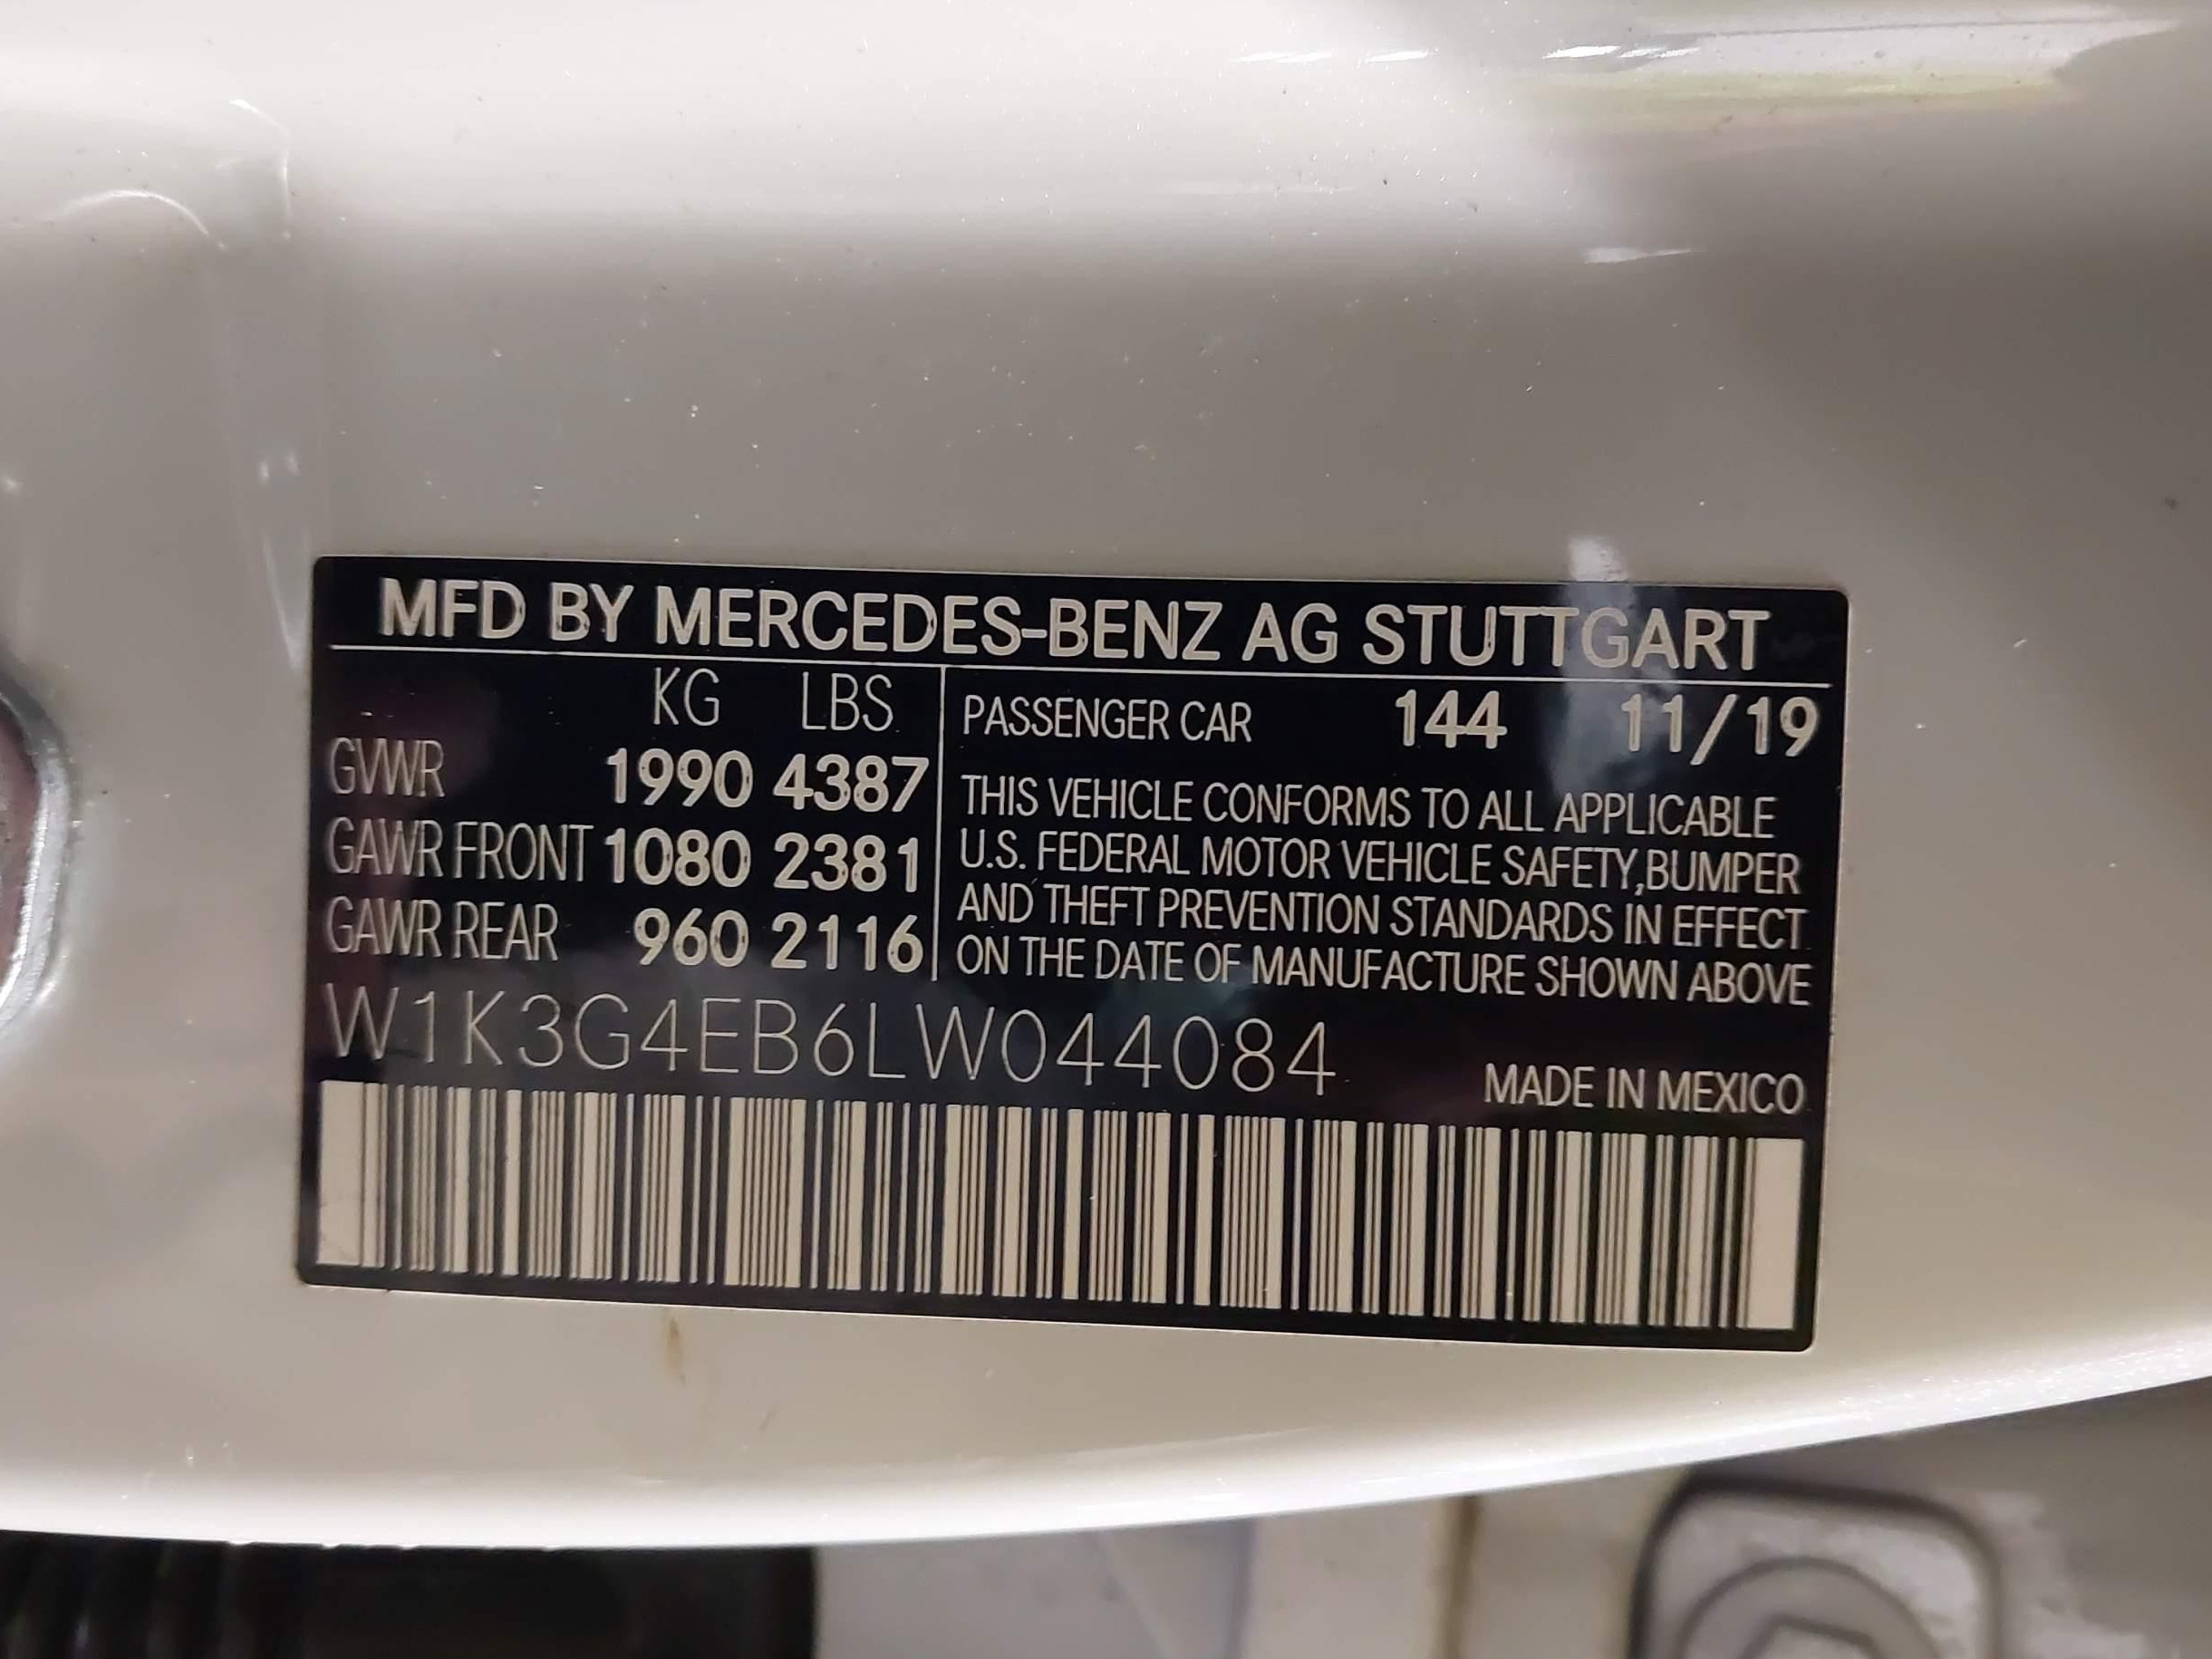 MFD BY MERCEDES-BENZ AG STUTTGART
KG LBS
GVWR 1990 4387
GAWR FRONT 1080 2381
GAWR REAR 960 2116
PASSENGER CAR 144 11/19
THIS VEHICLE CONFORMS TO ALL APPLICABLE
U.S. FEDERAL MOTOR VEHICLE SAFETY,BUMPER
AND THEFT PREVENTION STANDARDS IN EFFECT
ON THE DATE OF MANUFACTURE SHOWN ABOVE
W1K3G4EB6LW044084
MADE IN MEXICO